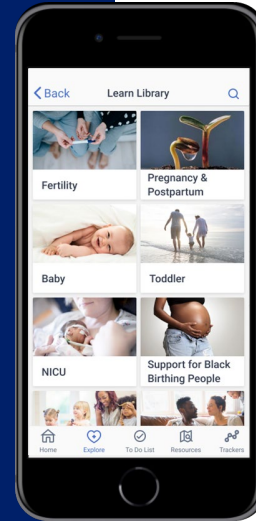 Back
Learn Library
Fertility
Pregnancy &
Postpartum
Baby
Toddler
NICU
Support for Black
Birthing People
Home
Explore
To Do List
Resources
Trackers